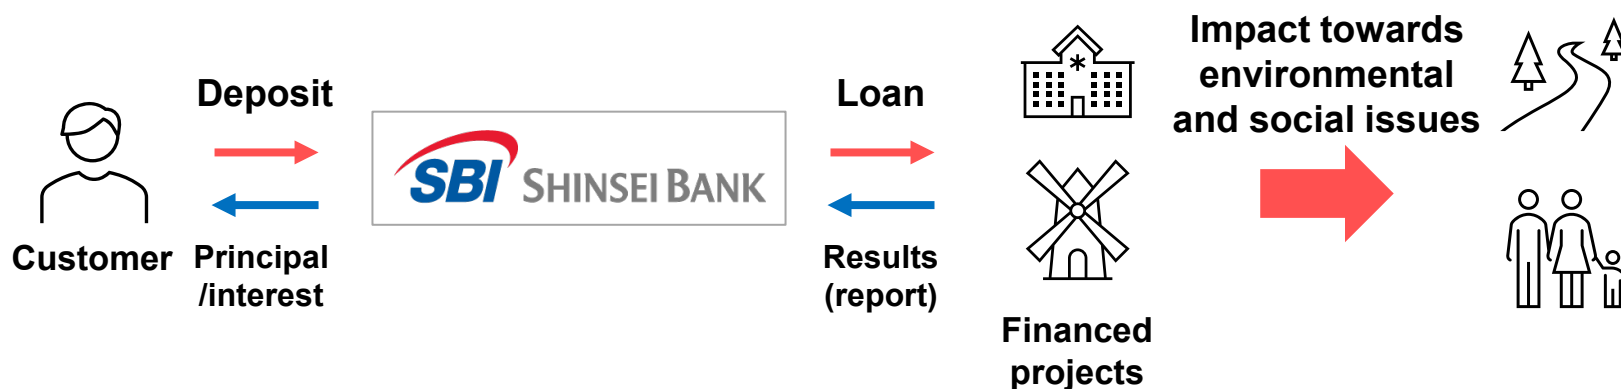 Deposit
Customer
Principal
/interest
SBI SHINSEI BANK
Loan
Results
(report)
Financed
projects
Impact towards
environmental
and social issues